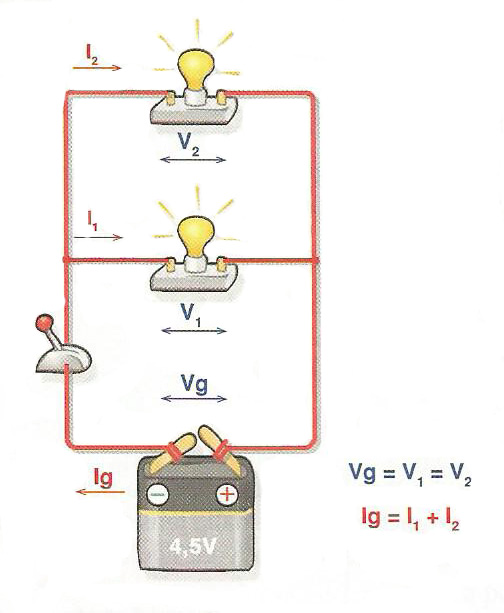 I₂
V₂
I₁
V₁
Vg
Ig
− +
4,5V
Vg = V₁ = V₂
Ig = I₁ + I₂